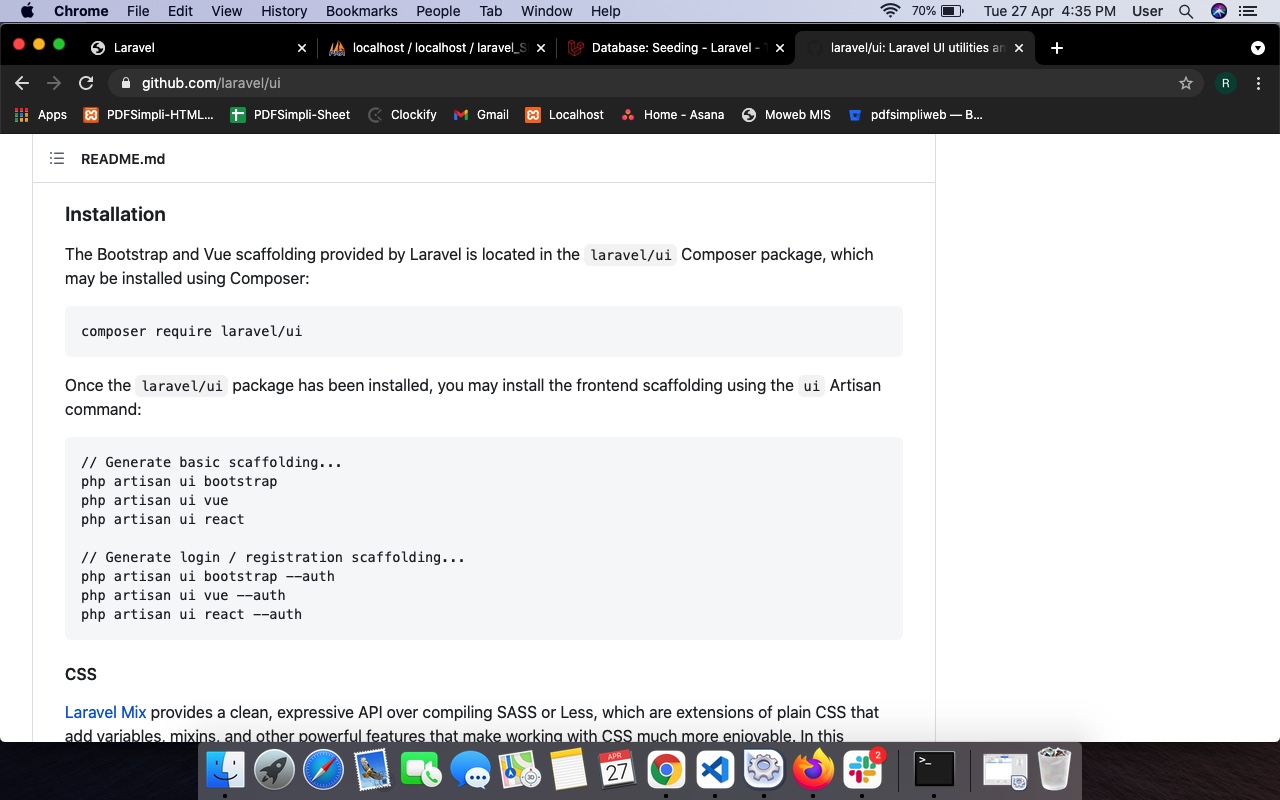 Chrome File Edit View History Bookmarks People Tab Window Help 70% Tue 27 Apr 4:35 PM User
Laravel localhost / localhost / laravel_S Database: Seeding - Laravel - laravel/ui: Laravel UI utilities an
github.com/laravel/ui R
Apps PDFSimpli-HTML... PDFSimpli-Sheet Clockify Gmail Localhost Home - Asana Moweb MIS pdfsimpliweb — B...
README.md
Installation
The Bootstrap and Vue scaffolding provided by Laravel is located in the laravel/ui Composer package, which
may be installed using Composer:
composer require laravel/ui
Once the laravel/ui package has been installed, you may install the frontend scaffolding using the ui Artisan
command:
// Generate basic scaffolding...
php artisan ui bootstrap
php artisan ui vue
php artisan ui react
// Generate login / registration scaffolding...
php artisan ui bootstrap --auth
php artisan ui vue --auth
php artisan ui react --auth
CSS
Laravel Mix provides a clean, expressive API over compiling SASS or Less, which are extensions of plain CSS that
add variables, mixins, and other powerful features that make working with CSS much more enjoyable. In this
APR
27
3D
2
>_